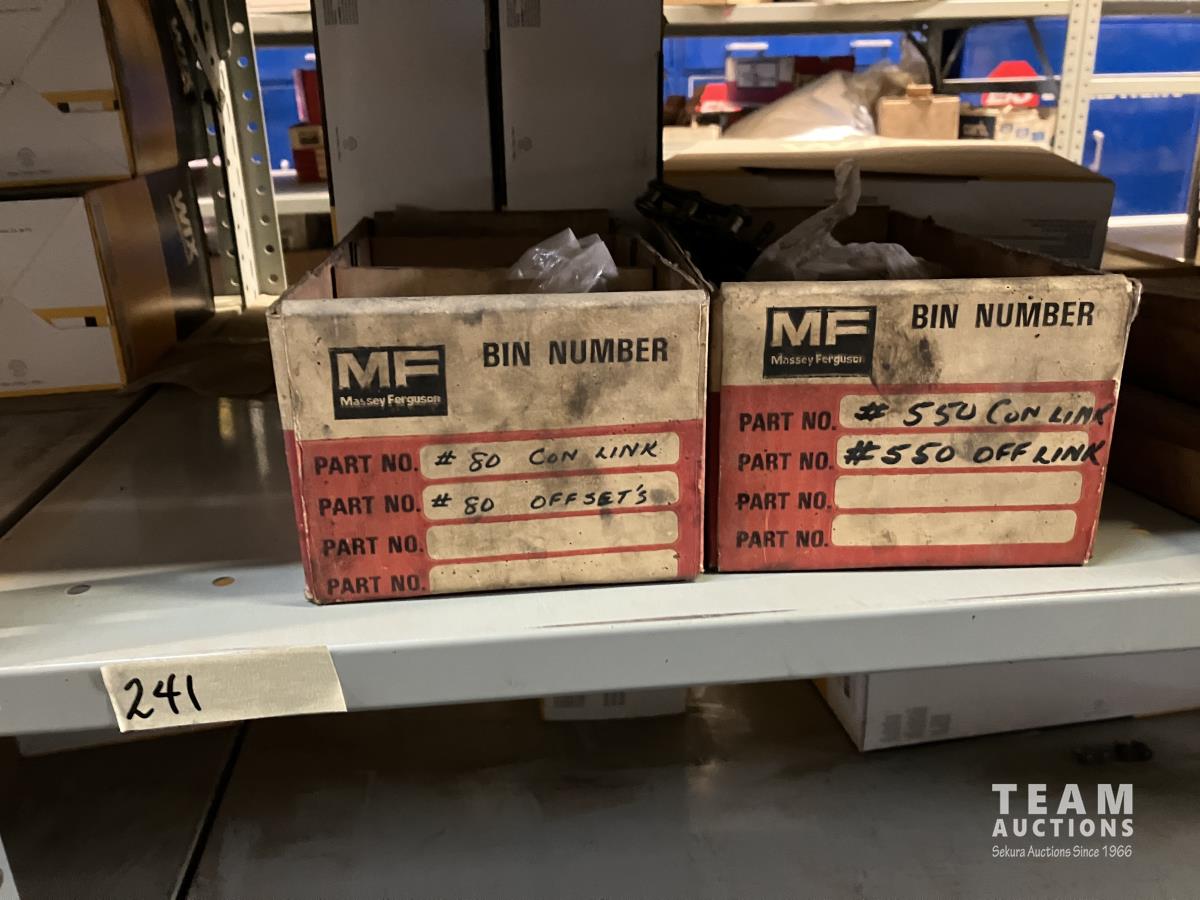 WIX
MF
Massey Ferguson
BIN NUMBER
PART NO. # 80 CON LINK
PART NO. # 80 OFFSET'S
PART NO.
PART NO.
MF
Massey Ferguson
BIN NUMBER
PART NO. # 550 CON LINK
PART NO. # 550 OFF LINK
PART NO.
PART NO.
241
TEAM
AUCTIONS
Sekura Auctions Since 1966